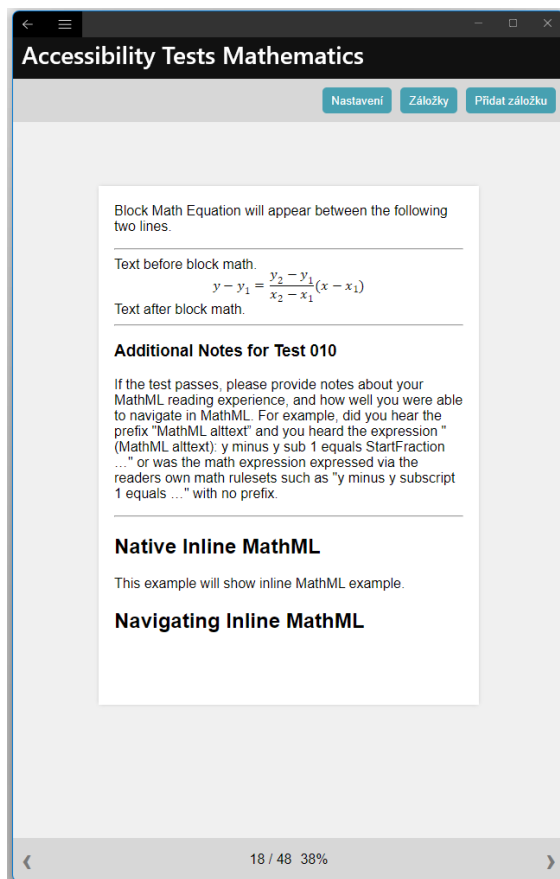 Accessibility Tests Mathematics
Nastavení Záložky Přidat záložku
Block Math Equation will appear between the following
two lines.
Text before block math.
y − y₁ = (y₂ − y₁)/(x₂ − x₁) (x − x₁)
Text after block math.
Additional Notes for Test 010
If the test passes, please provide notes about your
MathML reading experience, and how well you were able
to navigate in MathML. For example, did you hear the
prefix "MathML alttext" and you heard the expression "
(MathML alttext): y minus y sub 1 equals StartFraction
…" or was the math expression expressed via the
readers own math rulesets such as "y minus y subscript
1 equals …" with no prefix.
Native Inline MathML
This example will show inline MathML example.
Navigating Inline MathML
18 / 48 38%